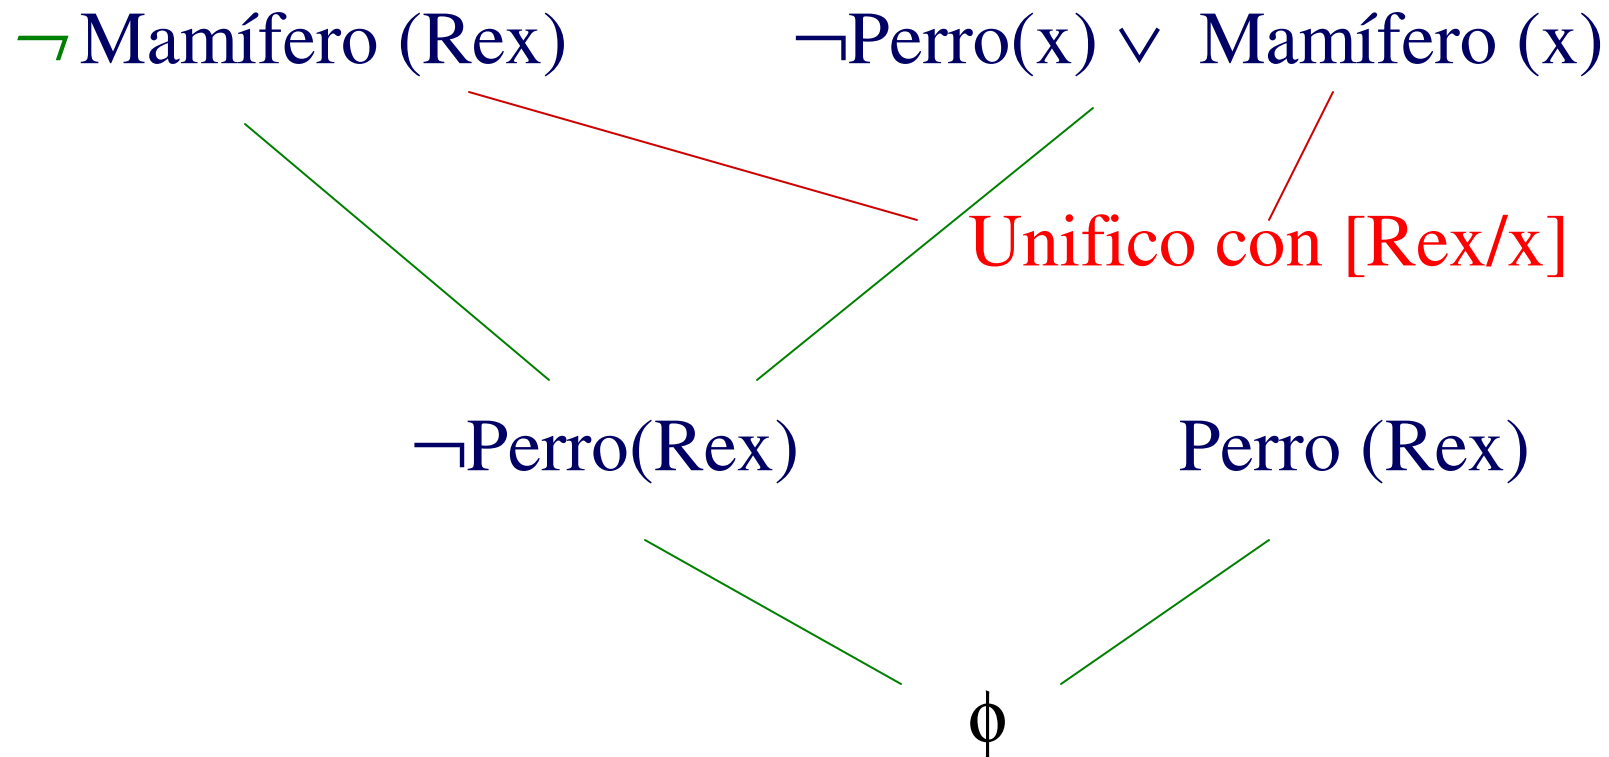 ¬ Mamífero (Rex) ¬Perro(x) ∨ Mamífero (x)
Unifico con [Rex/x]
¬Perro(Rex) Perro (Rex)
ϕ